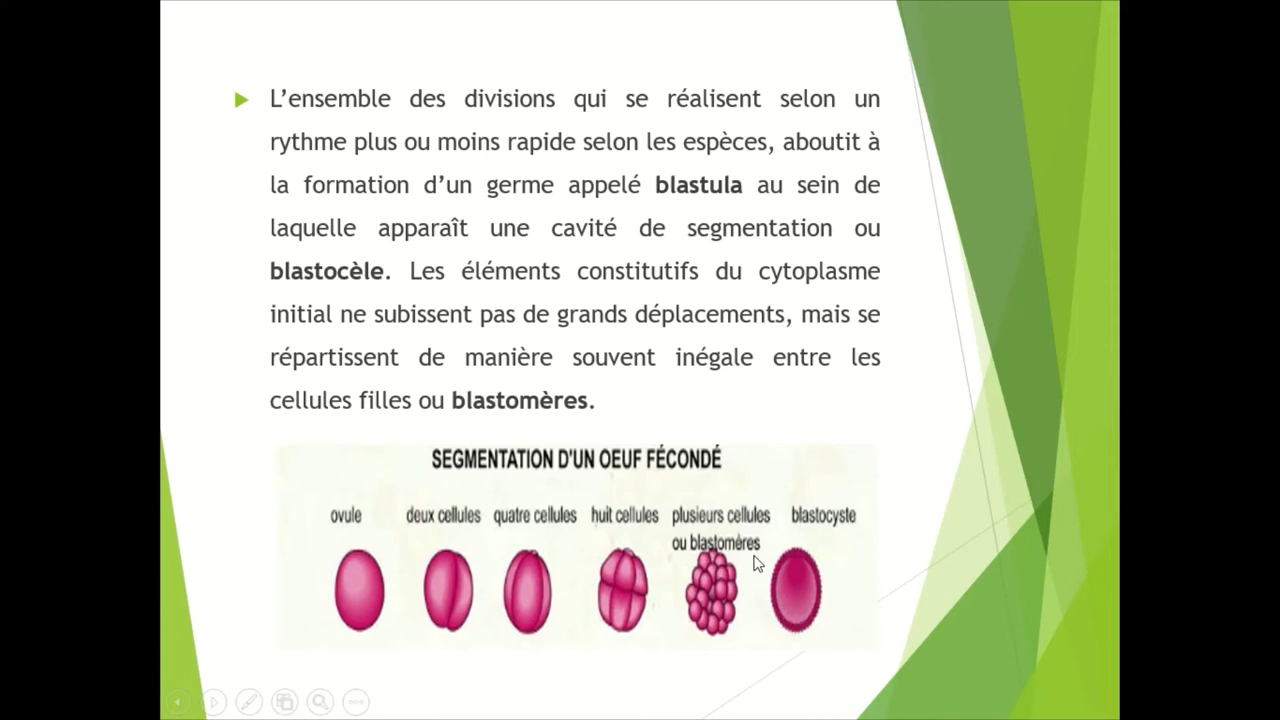 L’ensemble des divisions qui se réalisent selon un
rythme plus ou moins rapide selon les espèces, aboutit à
la formation d’un germe appelé blastula au sein de
laquelle apparaît une cavité de segmentation ou
blastocèle. Les éléments constitutifs du cytoplasme
initial ne subissent pas de grands déplacements, mais se
répartissent de manière souvent inégale entre les
cellules filles ou blastomères.
SEGMENTATION D'UN OEUF FÉCONDÉ
ovule
deux cellules
quatre cellules
huit cellules
plusieurs cellules
ou blastomères
blastocyste